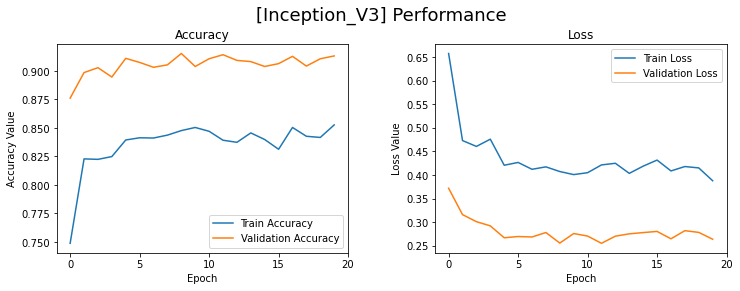 [Inception_V3] Performance
Accuracy
Accuracy Value
0.900
0.875
0.850
0.825
0.800
0.775
0.750
0
5
10
15
20
Epoch
Train Accuracy
Validation Accuracy
Loss
Loss Value
0.65
0.60
0.55
0.50
0.45
0.40
0.35
0.30
0.25
0
5
10
15
20
Epoch
Train Loss
Validation Loss